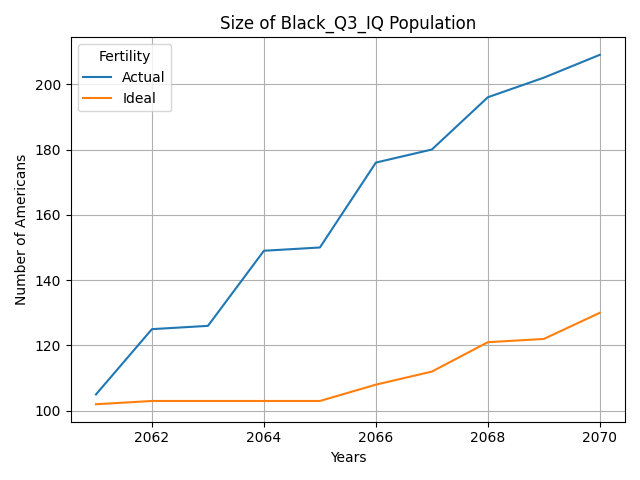 Size of Black_Q3_IQ Population
Fertility
Actual
Ideal
Number of Americans
200
180
160
140
120
100
2062
2064
2066
2068
2070
Years